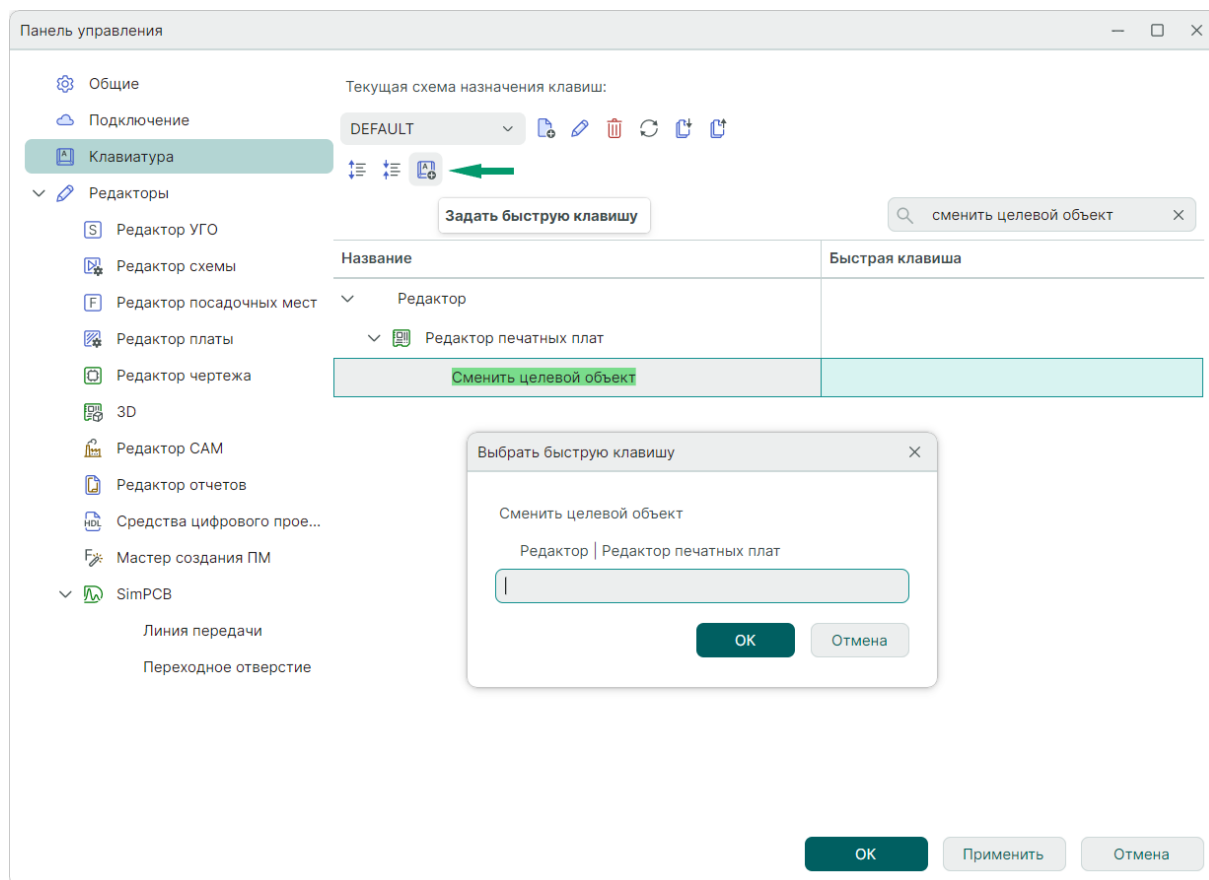 Панель управления
Общие
Подключение
Клавиатура
Редакторы
Редактор УГО
Редактор схемы
Редактор посадочных мест
Редактор платы
Редактор чертежа
3D
Редактор CAM
Редактор отчетов
Средства цифрового прое...
Мастер создания ПМ
SimPCB
Линия передачи
Переходное отверстие
Текущая схема назначения клавиш:
DEFAULT
Задать быструю клавишу
сменить целевой объект
Название Быстрая клавиша
Редактор
Редактор печатных плат
Сменить целевой объект
Выбрать быструю клавишу
Сменить целевой объект
Редактор | Редактор печатных плат
ОК Отмена
ОК Применить Отмена